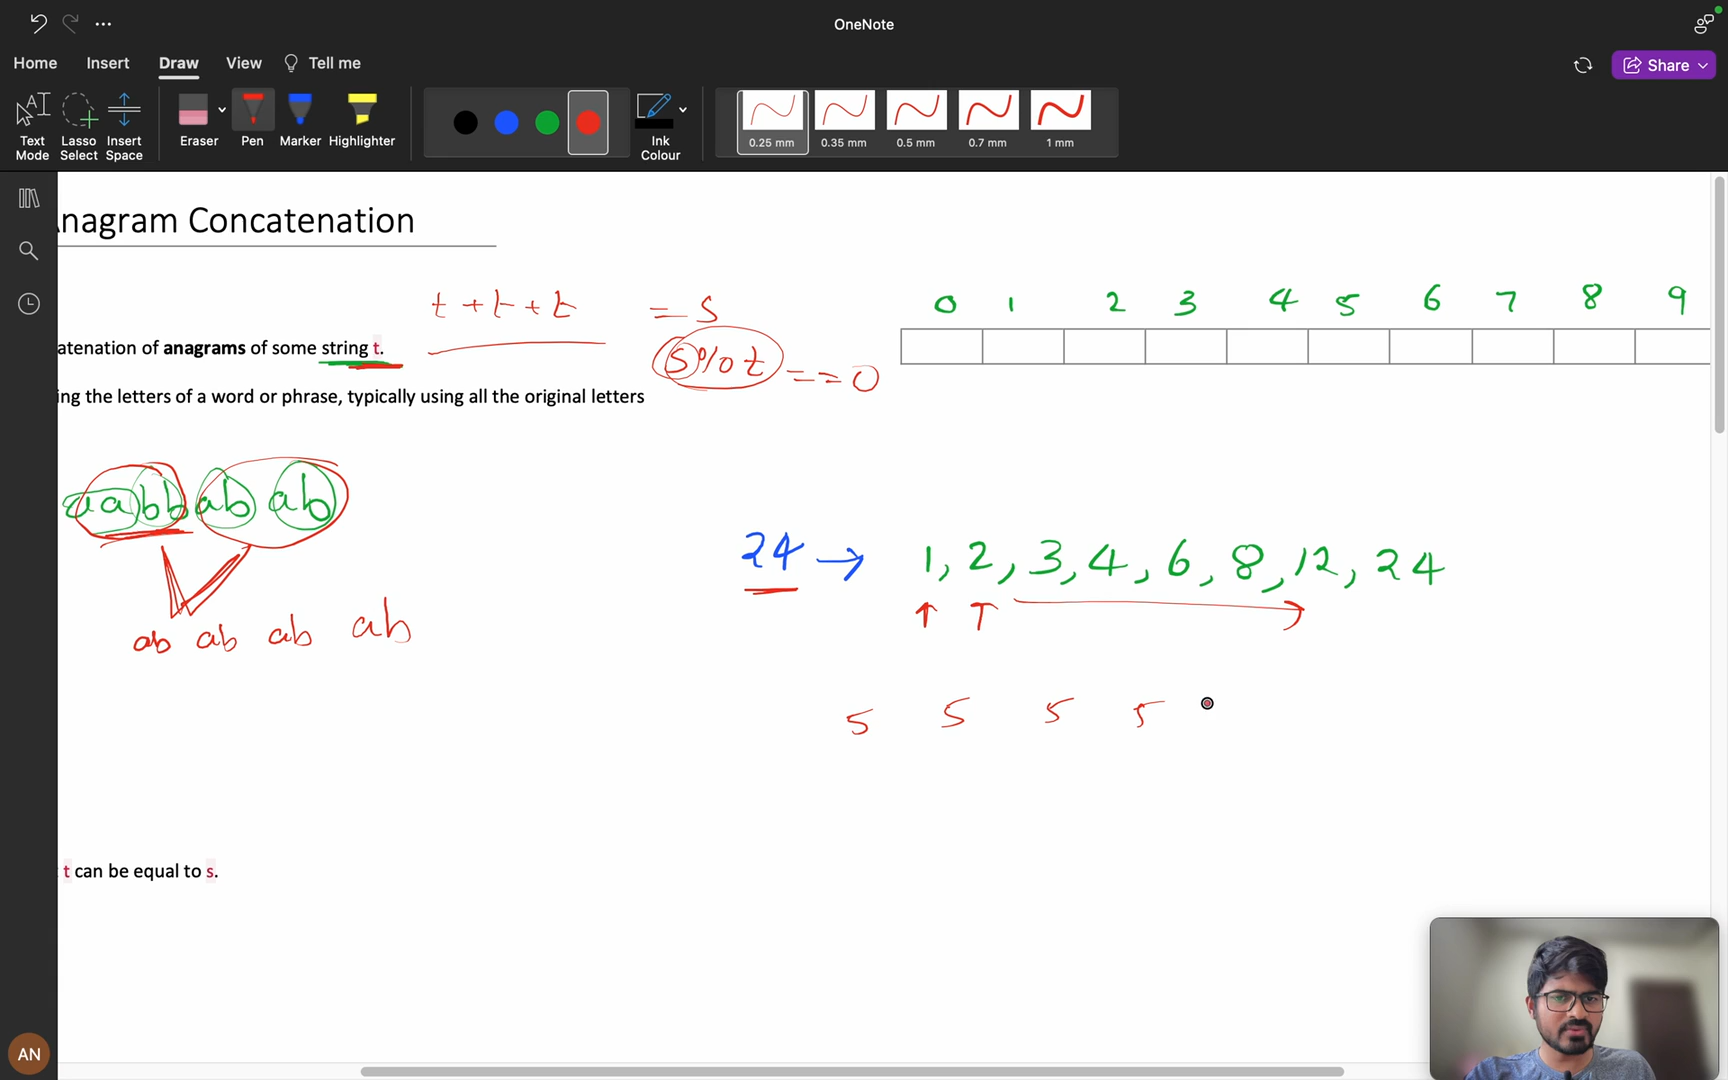 OneNote
Home Insert Draw View Tell me
Share
Text Mode
Lasso Select
Insert Space
Eraser
Pen
Marker
Highlighter
Ink Colour
0.25 mm
0.35 mm
0.5 mm
0.7 mm
1 mm
nagram Concatenation
t + t + t = s
0 1 2 3 4 5 6 7 8 9
atenation of anagrams of some string t.
s % t == 0
ing the letters of a word or phrase, typically using all the original letters
aabb ab ab
24 → 1, 2, 3, 4, 6, 8, 12, 24
ab ab ab ab
5 5 5 5
t can be equal to s.
AN